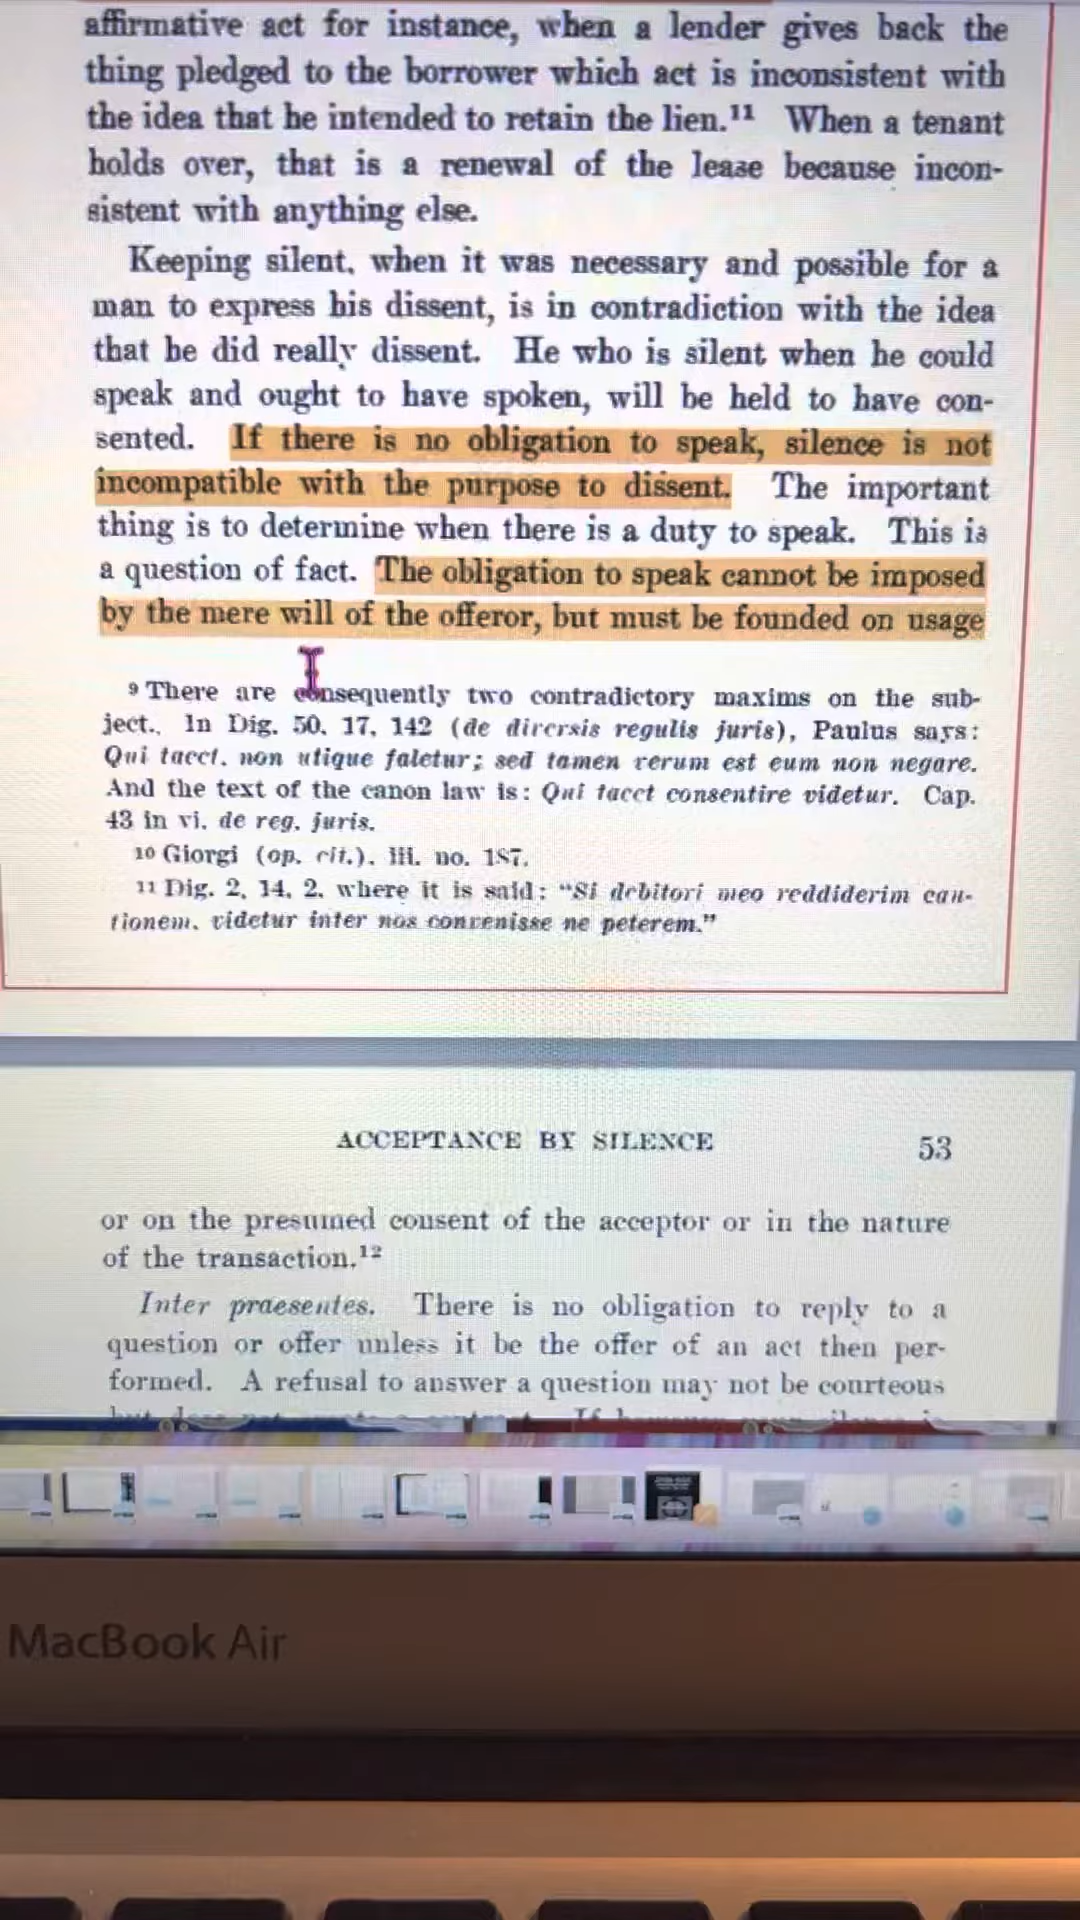 affirmative act for instance, when a lender gives back the
thing pledged to the borrower which act is inconsistent with
the idea that he intended to retain the lien.¹¹ When a tenant
holds over, that is a renewal of the lease because incon-
sistent with anything else.
Keeping silent, when it was necessary and possible for a
man to express his dissent, is in contradiction with the idea
that he did really dissent. He who is silent when he could
speak and ought to have spoken, will be held to have con-
sented. If there is no obligation to speak, silence is not
incompatible with the purpose to dissent. The important
thing is to determine when there is a duty to speak. This is
a question of fact. The obligation to speak cannot be imposed
by the mere will of the offeror, but must be founded on usage
⁹ There are consequently two contradictory maxims on the sub-
ject. In Dig. 50, 17, 142 (de diversis regulis juris), Paulus says:
Qui tacet, non utique fatetur; sed tamen verum est eum non negare.
And the text of the canon law is: Qui tacet consentire videtur. Cap.
43 in vi. de reg. juris.
¹⁰ Giorgi (op. cit.). iii. no. 187.
¹¹ Dig. 2, 14, 2. where it is said: "Si debitori meo reddiderim cau-
tionem, videtur inter nos convenisse ne peterem."
ACCEPTANCE BY SILENCE 53
or on the presumed consent of the acceptor or in the nature
of the transaction.¹²
Inter praesentes. There is no obligation to reply to a
question or offer unless it be the offer of an act then per-
formed. A refusal to answer a question may not be courteous
MacBook Air